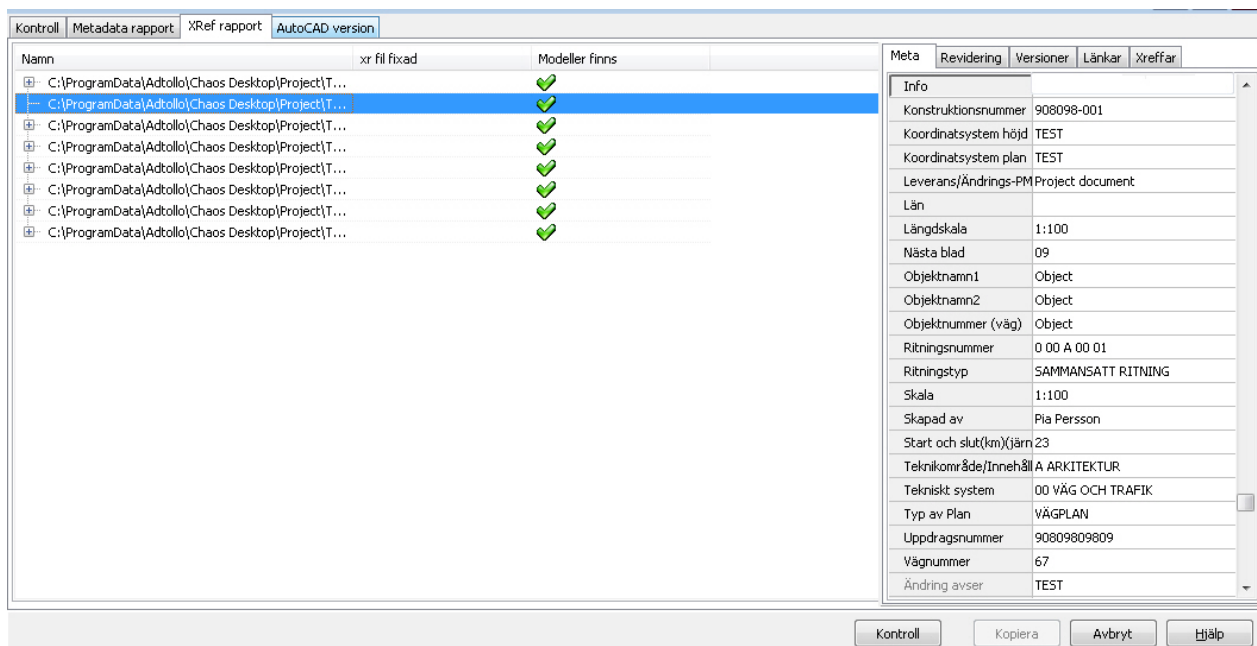 Kontroll Metadata rapport XRef rapport AutoCAD version
Namn xr fil fixad Modeller finns
C:\ProgramData\Adtollo\Chaos Desktop\Project\T...
C:\ProgramData\Adtollo\Chaos Desktop\Project\T...
C:\ProgramData\Adtollo\Chaos Desktop\Project\T...
C:\ProgramData\Adtollo\Chaos Desktop\Project\T...
C:\ProgramData\Adtollo\Chaos Desktop\Project\T...
C:\ProgramData\Adtollo\Chaos Desktop\Project\T...
C:\ProgramData\Adtollo\Chaos Desktop\Project\T...
C:\ProgramData\Adtollo\Chaos Desktop\Project\T...
Meta Revidering Versioner Länkar Xreffar
Info
Konstruktionsnummer 908098-001
Koordinatsystem höjd TEST
Koordinatsystem plan TEST
Leverans/Ändrings-PM Project document
Län
Längdskala 1:100
Nästa blad 09
Objektnamn1 Object
Objektnamn2 Object
Objektnummer (väg) Object
Ritningsnummer 0 00 A 00 01
Ritningstyp SAMMANSATT RITNING
Skala 1:100
Skapad av Pia Persson
Start och slut(km)(järn 23
Teknikområde/Innehåll A ARKITEKTUR
Tekniskt system 00 VÄG OCH TRAFIK
Typ av Plan VÄGPLAN
Uppdragsnummer 90809809809
Vägnummer 67
Ändring avser TEST
Kontroll Kopiera Avbryt Hjälp